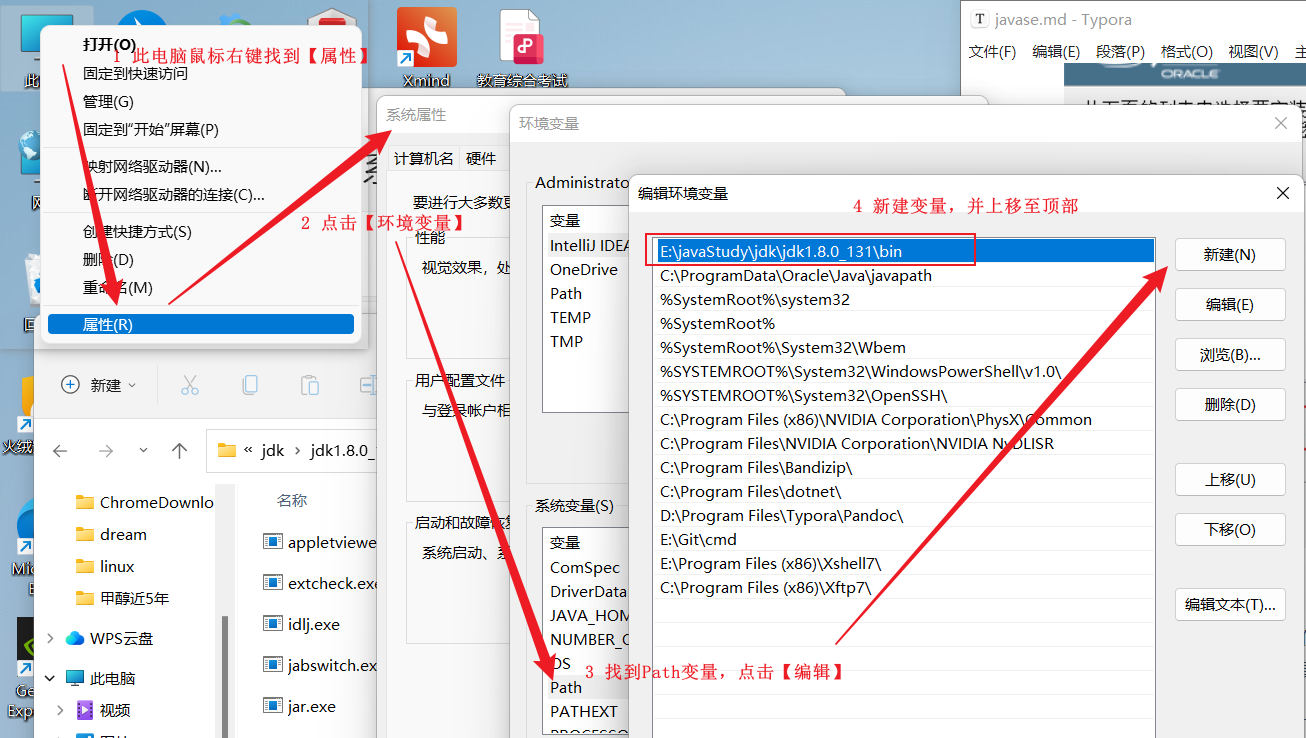 Xmind
教育综合考试
javase.md - Typora
文件(F) 编辑(E) 段落(P) 格式(O) 视图(V)
ORACLE
打开(O)
1 此电脑鼠标右键找到【属性】
固定到快速访问
管理(G)
固定到“开始”屏幕(P)
映射网络驱动器(N)...
断开网络驱动器的连接(C)...
创建快捷方式(S)
删除(D)
重命名(M)
属性(R)
系统属性
计算机名 硬件
要进行大多数更
2 点击【环境变量】
性能
视觉效果，处
用户配置文件
与登录帐户相
启动和故障恢复
系统启动、系
环境变量
Administrato
变量
IntelliJ IDEA
OneDrive
Path
TEMP
TMP
系统变量(S)
变量
ComSpec
DriverData
JAVA_HOM
NUMBER_O
OS
Path
PATHEXT
PROCESSO
3 找到Path变量，点击【编辑】
编辑环境变量
4 新建变量，并上移至顶部
E:\javaStudy\jdk\jdk1.8.0_131\bin
C:\ProgramData\Oracle\Java\javapath
%SystemRoot%\system32
%SystemRoot%
%SystemRoot%\System32\Wbem
%SYSTEMROOT%\System32\WindowsPowerShell\v1.0\
%SYSTEMROOT%\System32\OpenSSH\
C:\Program Files (x86)\NVIDIA Corporation\PhysX\Common
C:\Program Files\NVIDIA Corporation\NVIDIA NvDLISR
C:\Program Files\Bandizip\
C:\Program Files\dotnet\
D:\Program Files\Typora\Pandoc\
E:\Git\cmd
E:\Program Files (x86)\Xshell7\
E:\Program Files (x86)\Xftp7\
新建(N)
编辑(E)
浏览(B)...
删除(D)
上移(U)
下移(O)
编辑文本(T)...
新建
« jdk › jdk1.8.0_
ChromeDownlo
dream
linux
甲醇近5年
WPS云盘
此电脑
视频
名称
appletviewe
extcheck.exe
idlj.exe
jabswitch.ex
jar.exe
火绒
Mic
Ge
Exp